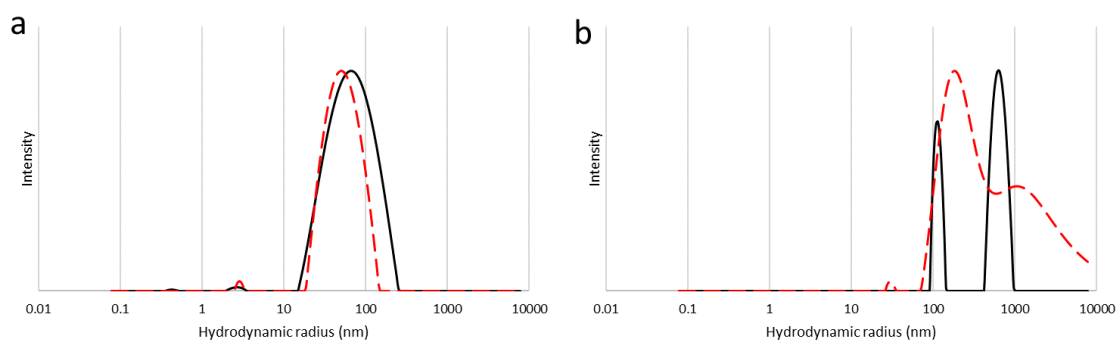 a
Intensity
0.01 0.1 1 10 100 1000 10000
Hydrodynamic radius (nm)
b
Intensity
0.01 0.1 1 10 100 1000 10000
Hydrodynamic radius (nm)